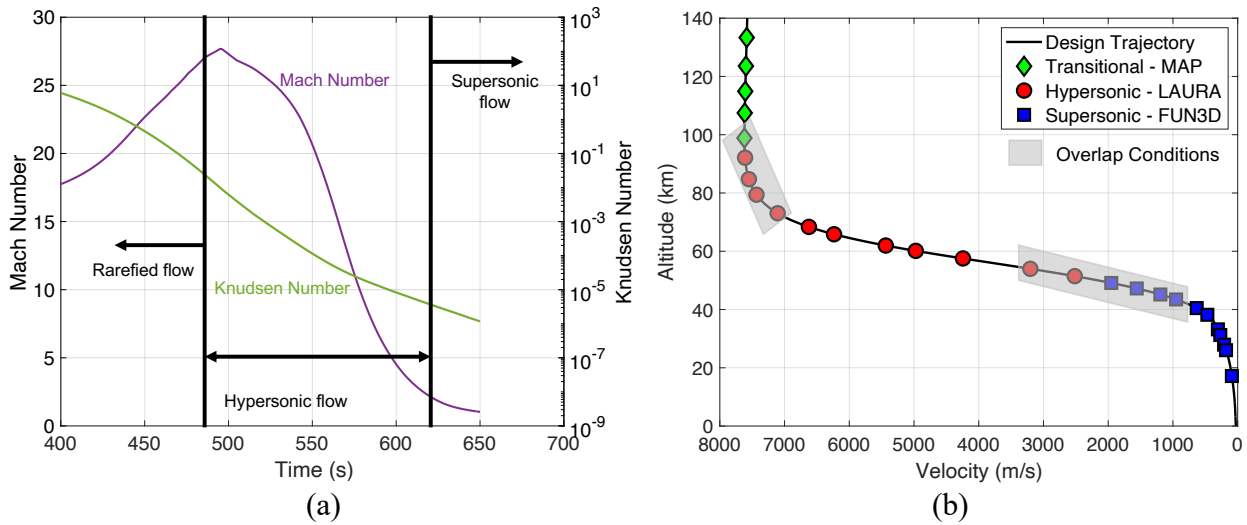 30
25
20
15
10
5
0
Mach Number
400
450
500
550
600
650
700
Time (s)
10³
10¹
10⁻¹
10⁻³
10⁻⁵
10⁻⁷
10⁻⁹
Knudsen Number
Mach Number
Supersonic
flow
Rarefied flow
Knudsen Number
Hypersonic flow
(a)
140
120
100
80
60
40
20
0
Altitude (km)
8000
7000
6000
5000
4000
3000
2000
1000
0
Velocity (m/s)
Design Trajectory
Transitional - MAP
Hypersonic - LAURA
Supersonic - FUN3D
Overlap Conditions
(b)